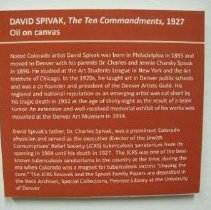 DAVID SPIVAK, The Ten Commandments, 1927
Oil on canvas
Noted Colorado artist David Spivak was born in Philadelphia in 1893 and
moved to Denver with his parents Dr. Charles and Jennie Charsky Spivak
in 1896. He studied at the Art Students League in New York and the Art
Institute of Chicago. In the 1920s, he taught art in Denver public schools
and was a co-founder and president of the Denver Artists Guild. His
regional and national reputation as an emerging artist was cut short by
his tragic death in 1932 at the age of thirty-eight as the result of a brain
tumor. An extensive and well-received memorial exhibit of his works was
mounted at the Denver Art Museum in 1934.
David Spivak's father, Dr. Charles Spivak, was a prominent Colorado
physician and served as the executive director of the Jewish
Consumptives' Relief Society (JCRS) tuberculosis sanatorium from its
opening in 1904 until his death in 1927. The JCRS was one of the best-
known tuberculosis sanatoriums in the country at the time, during the
era when Colorado was a magnet for tuberculosis victims "chasing the
cure." The JCRS Records and the Spivak Family Papers are deposited in
the Beck Archives, Special Collections, Penrose Library at the University
of Denver